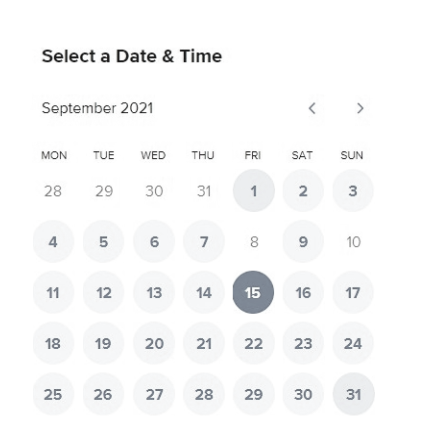 Select a Date & Time
September 2021
MON TUE WED THU FRI SAT SUN
28 29 30 31 1 2 3
4 5 6 7 8 9 10
11 12 13 14 15 16 17
18 19 20 21 22 23 24
25 26 27 28 29 30 31